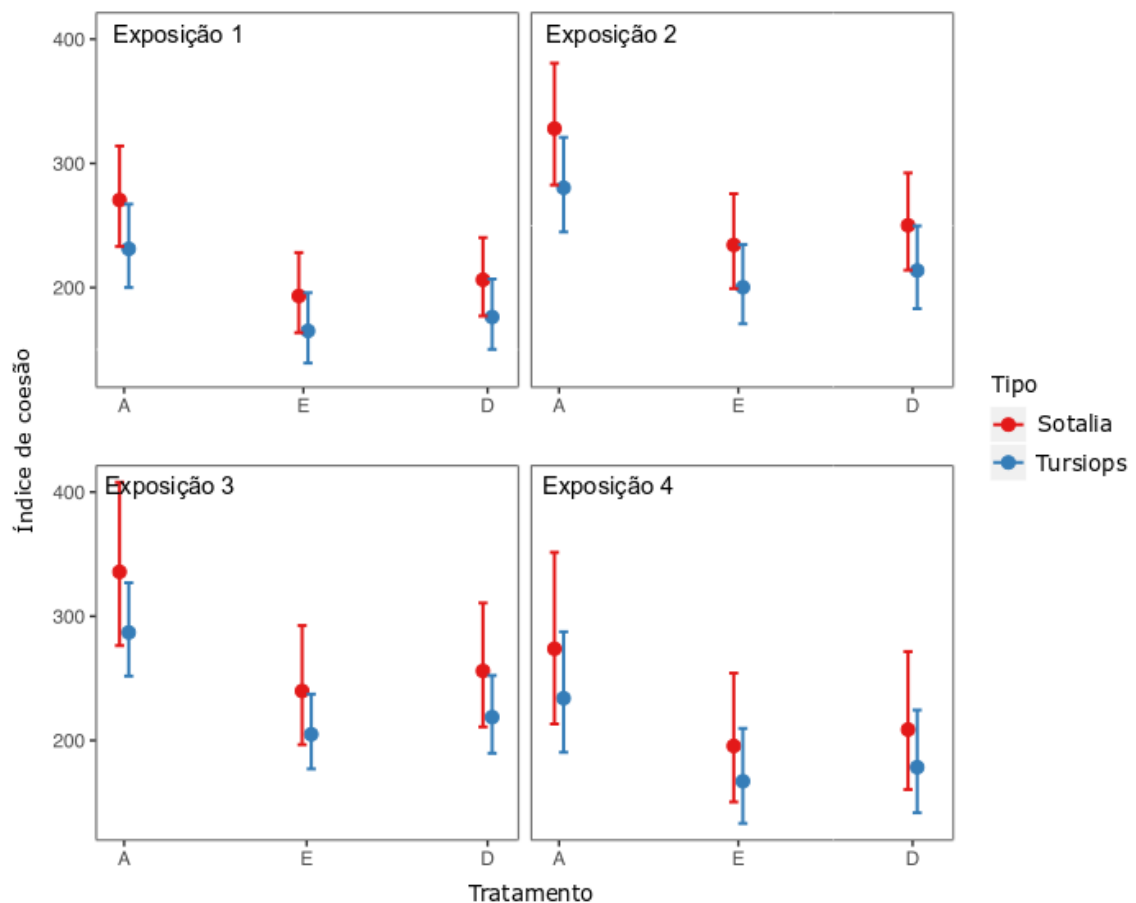 Exposição 1
Exposição 2
400
300
200
A
E
D
A
E
D
Índice de coesão
Tipo
Sotalia
Tursiops
Exposição 3
Exposição 4
400
300
200
A
E
D
A
E
D
Tratamento